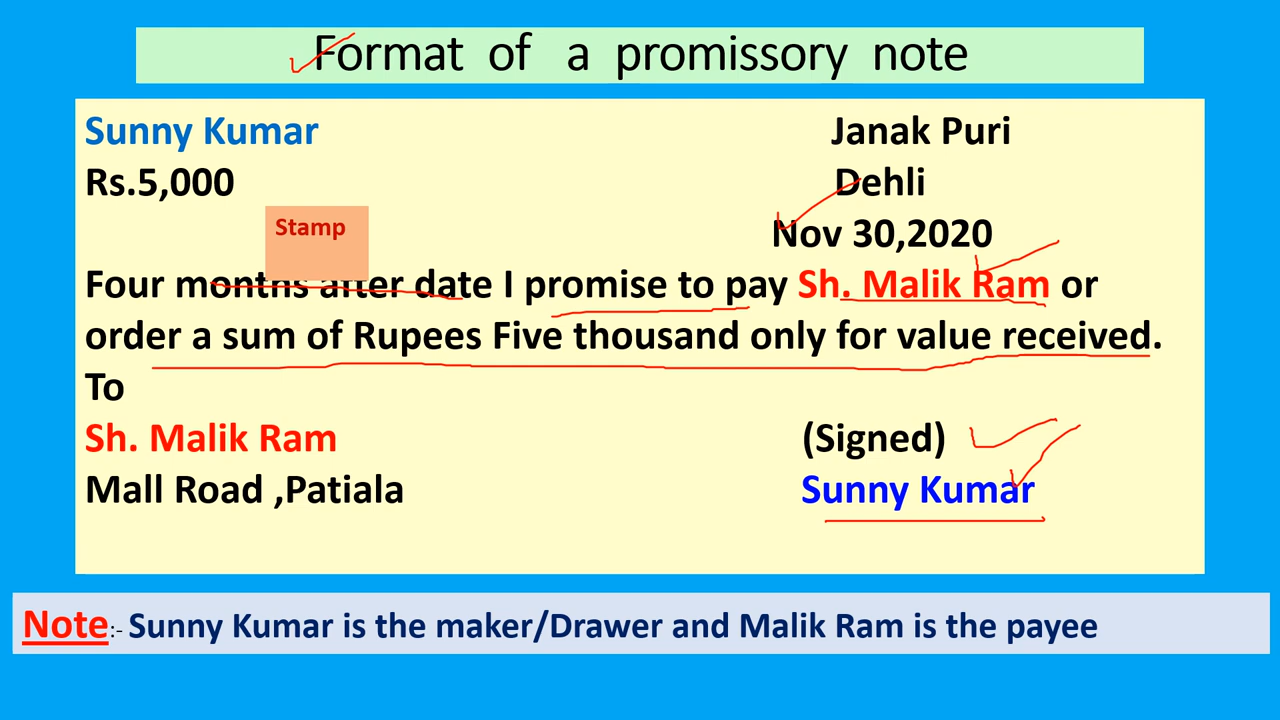 Format of a promissory note
Sunny Kumar Janak Puri
Rs.5,000 Dehli
Stamp
Nov 30,2020
Four months after date I promise to pay Sh. Malik Ram or
order a sum of Rupees Five thousand only for value received.
To
Sh. Malik Ram (Signed)
Mall Road ,Patiala Sunny Kumar
Note:- Sunny Kumar is the maker/Drawer and Malik Ram is the payee